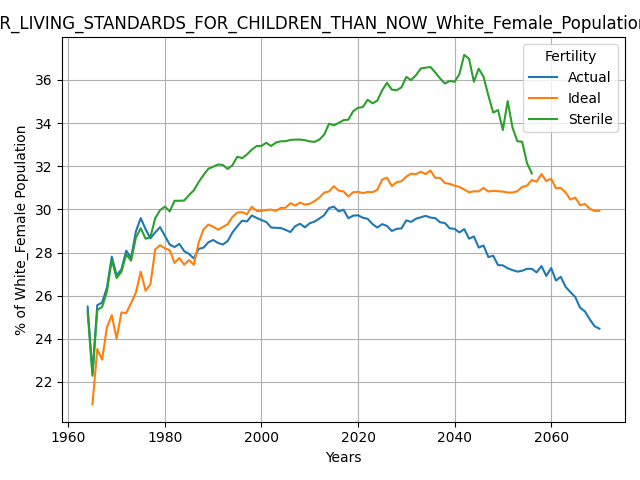 R_LIVING_STANDARDS_FOR_CHILDREN_THAN_NOW_White_Female_Population
Fertility
Actual
Ideal
Sterile
% of White_Female Population
36
34
32
30
28
26
24
22
1960
1980
2000
2020
2040
2060
Years